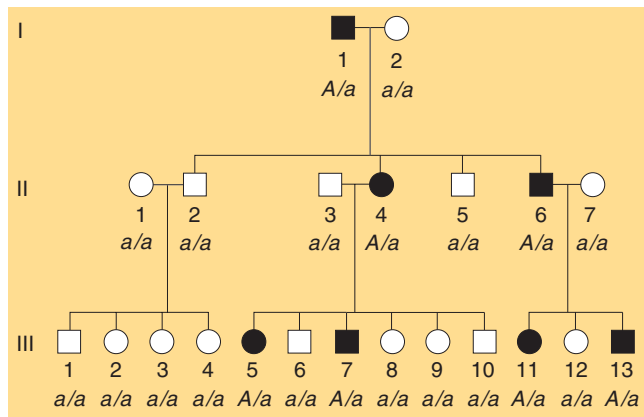 I
1 2
A/a a/a
II
1 2 3 4 5 6 7
a/a a/a a/a A/a a/a A/a a/a
III
1 2 3 4 5 6 7 8 9 10 11 12 13
a/a a/a a/a a/a A/a a/a A/a a/a a/a a/a A/a a/a A/a